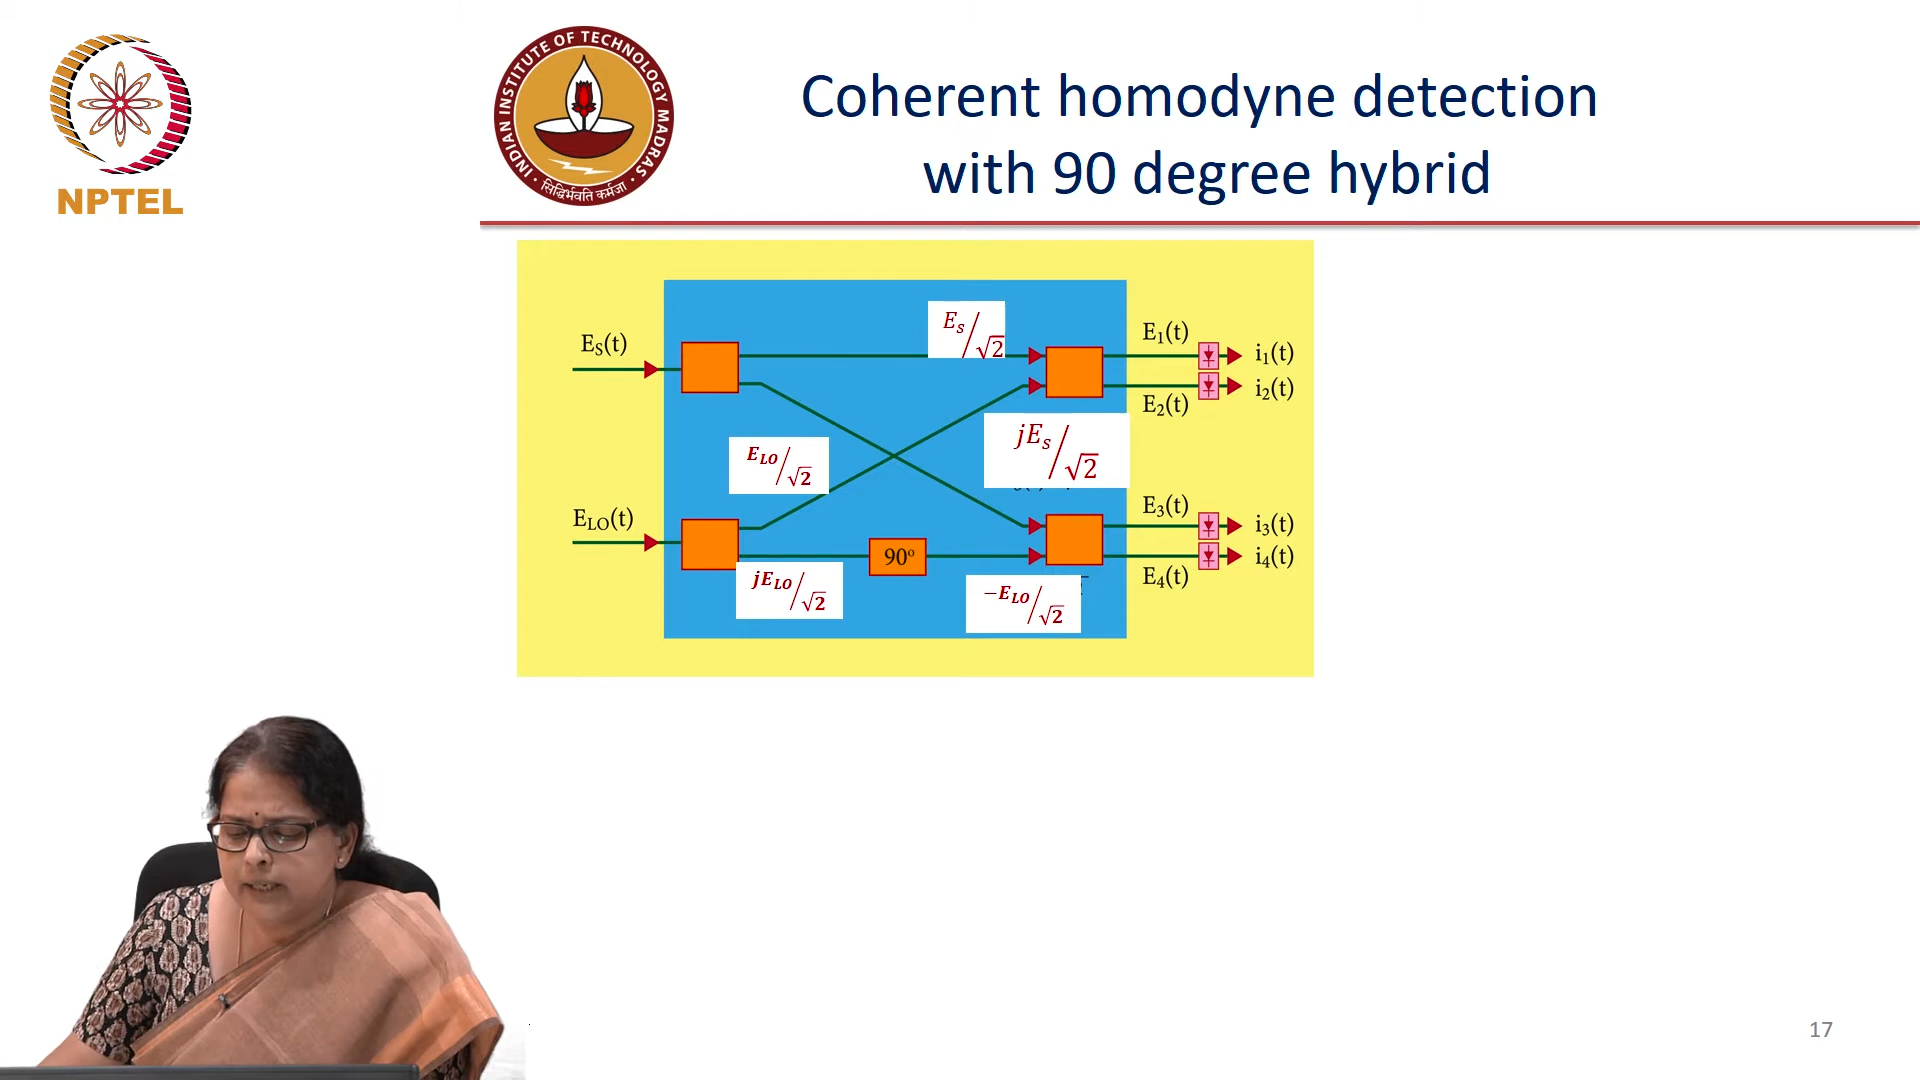 NPTEL
INDIAN INSTITUTE OF TECHNOLOGY MADRAS
सिद्धिर्भवति कर्मजा
Coherent homodyne detection
with 90 degree hybrid
E_S(t)
E_s/√2
E_1(t)
i_1(t)
i_2(t)
E_2(t)
E_LO/√2
jE_s/√2
E_LO(t)
E_3(t)
i_3(t)
90º
i_4(t)
E_4(t)
jE_LO/√2
-E_LO/√2
17